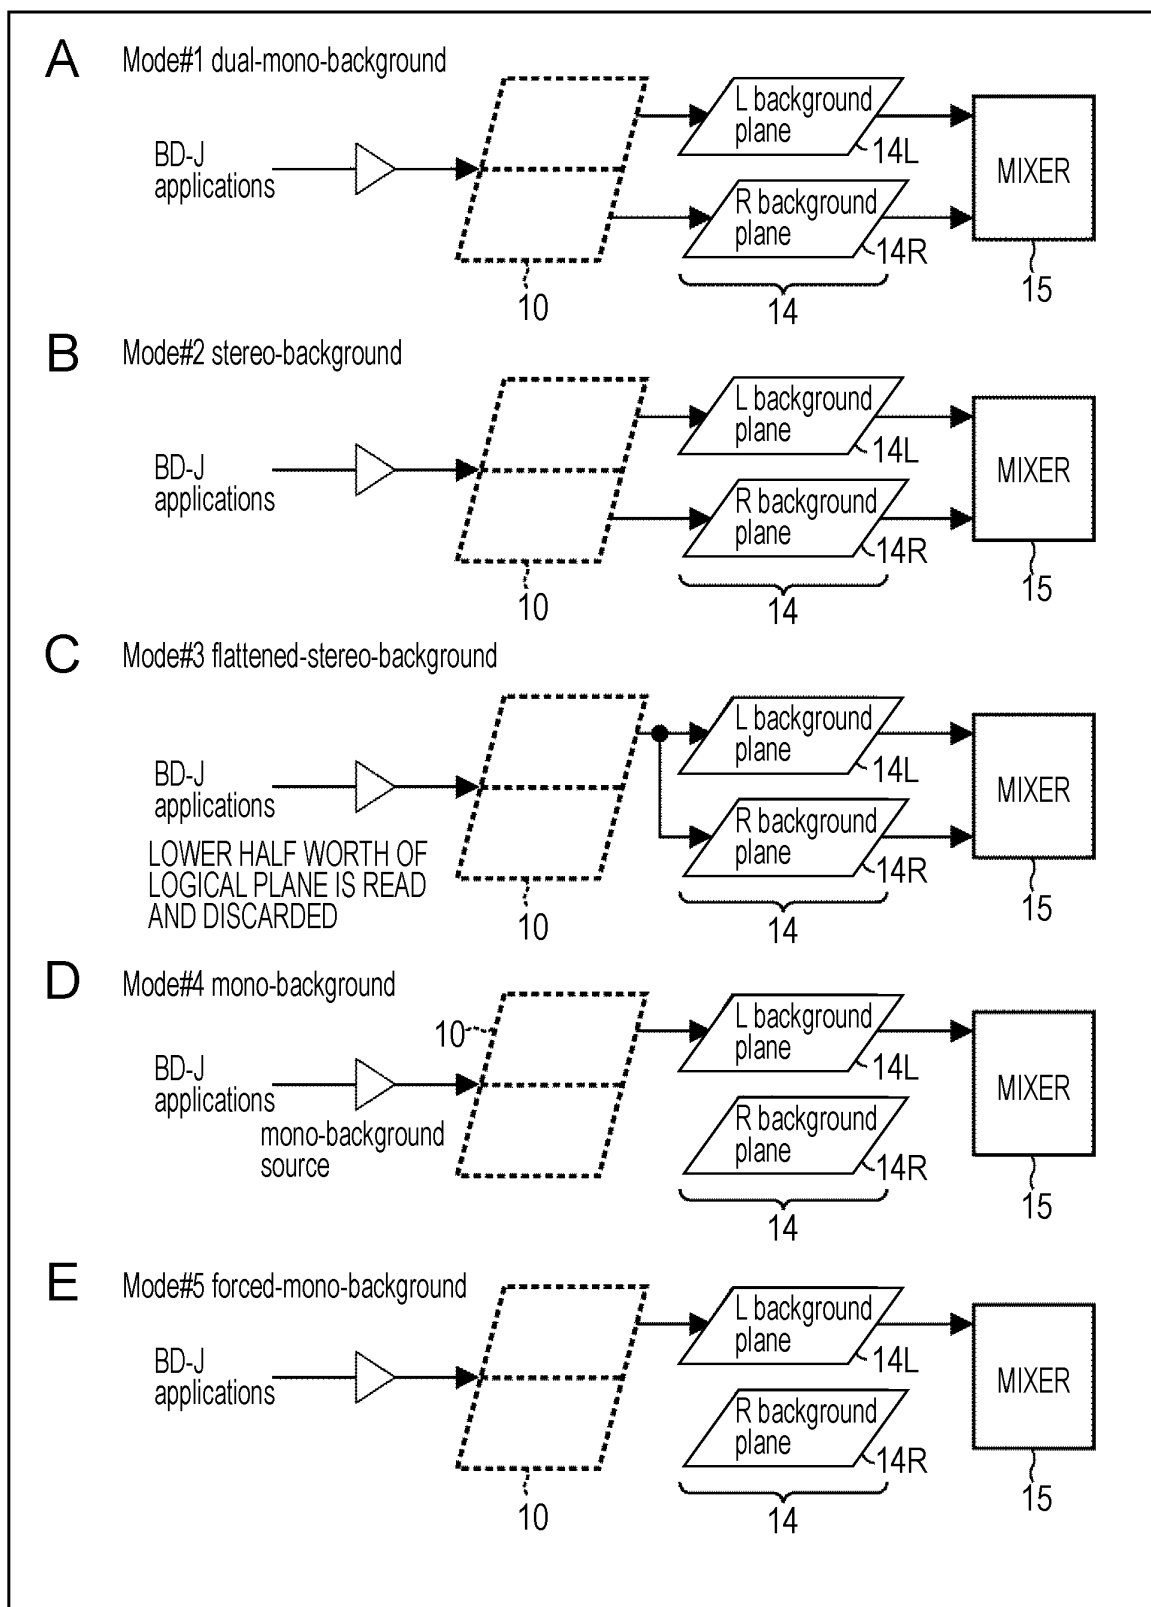 A
Mode#1 dual-mono-background
BD-J
applications
10
L background
plane
14L
R background
plane
14R
14
MIXER
15
B
Mode#2 stereo-background
BD-J
applications
10
L background
plane
14L
R background
plane
14R
14
MIXER
15
C
Mode#3 flattened-stereo-background
BD-J
applications
LOWER HALF WORTH OF
LOGICAL PLANE IS READ
AND DISCARDED
10
L background
plane
14L
R background
plane
14R
14
MIXER
15
D
Mode#4 mono-background
BD-J
applications
mono-background
source
10
L background
plane
14L
R background
plane
14R
14
MIXER
15
E
Mode#5 forced-mono-background
BD-J
applications
10
L background
plane
14L
R background
plane
14R
14
MIXER
15